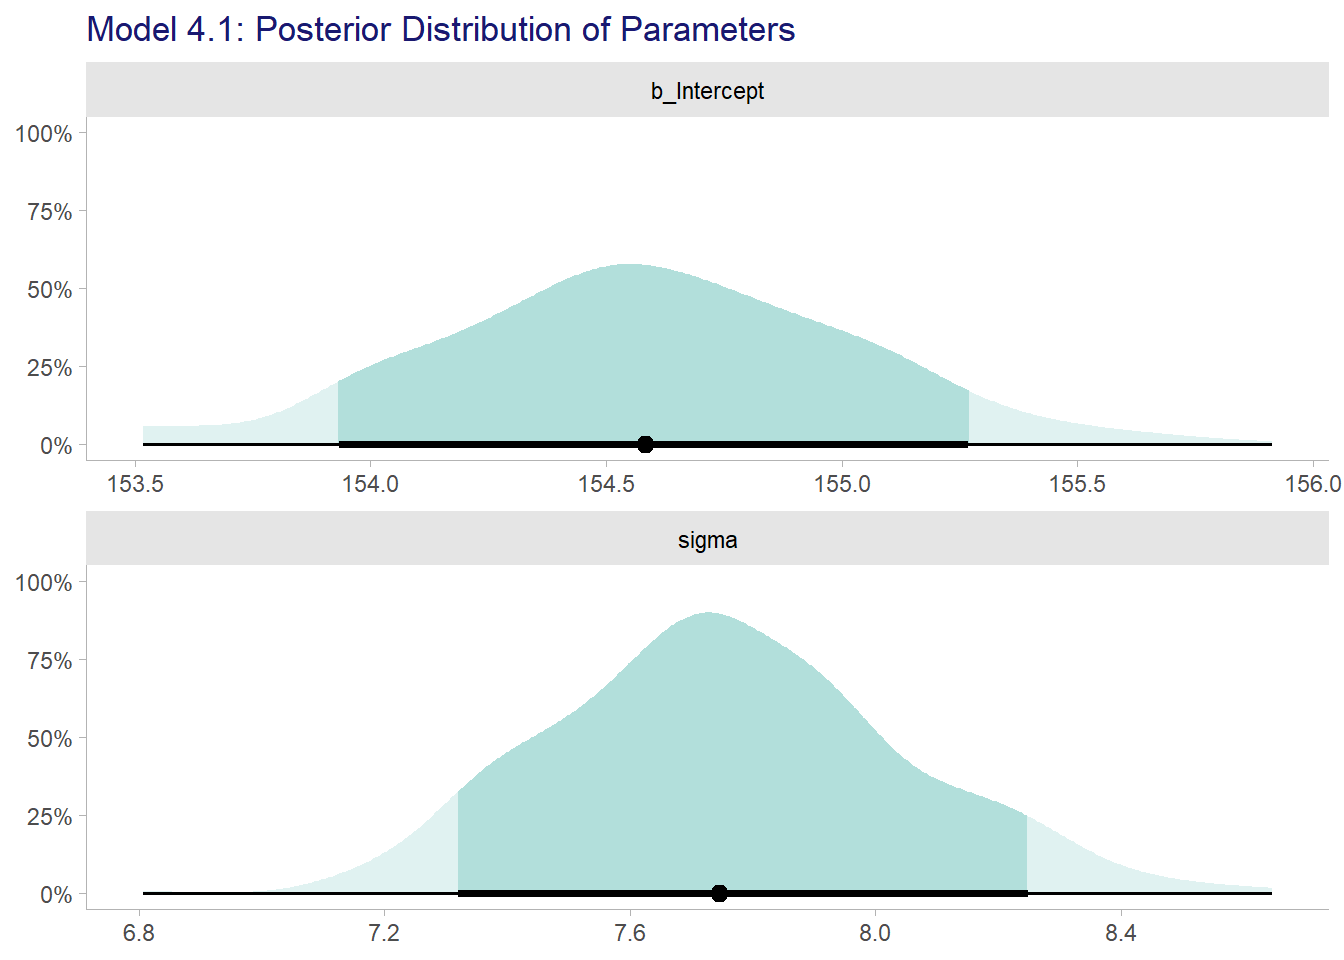 Model 4.1: Posterior Distribution of Parameters
b_Intercept
100%
75%
50%
25%
0%
153.5 154.0 154.5 155.0 155.5 156.0
sigma
100%
75%
50%
25%
0%
6.8 7.2 7.6 8.0 8.4